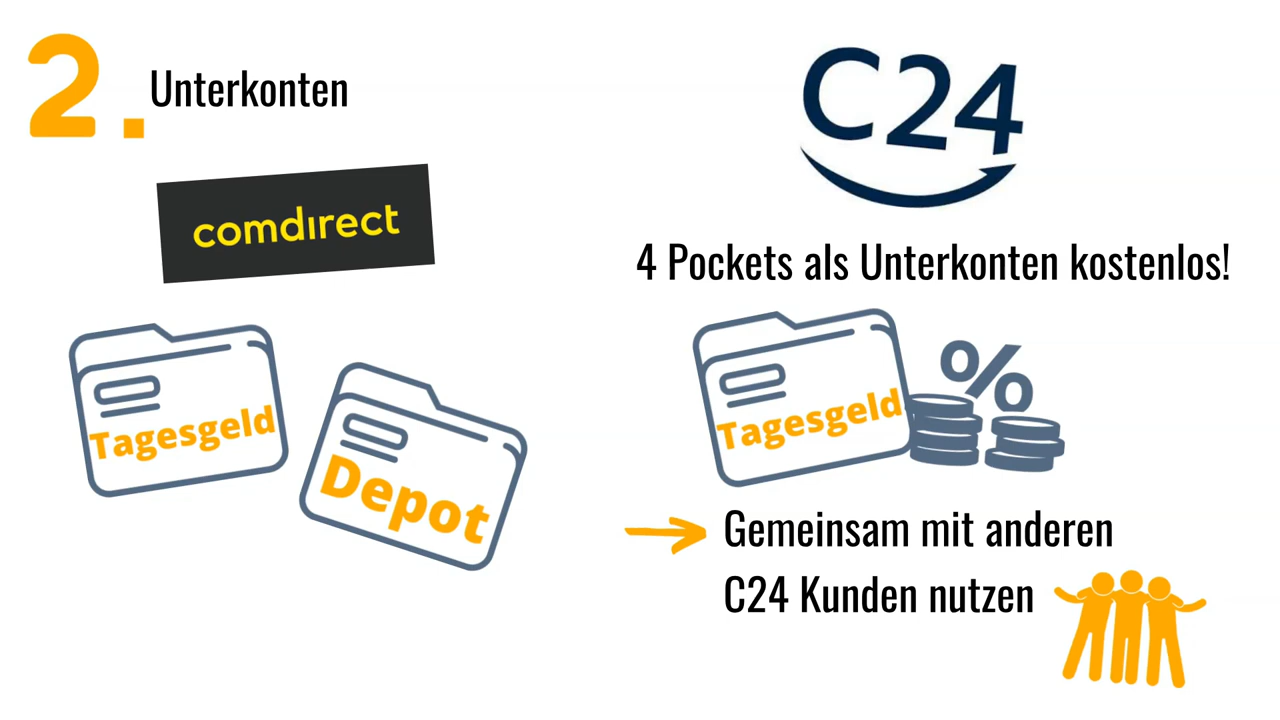 2. Unterkonten
comdirect
Tagesgeld
Depot
C24
4 Pockets als Unterkonten kostenlos!
Tagesgeld
%
Gemeinsam mit anderen
C24 Kunden nutzen